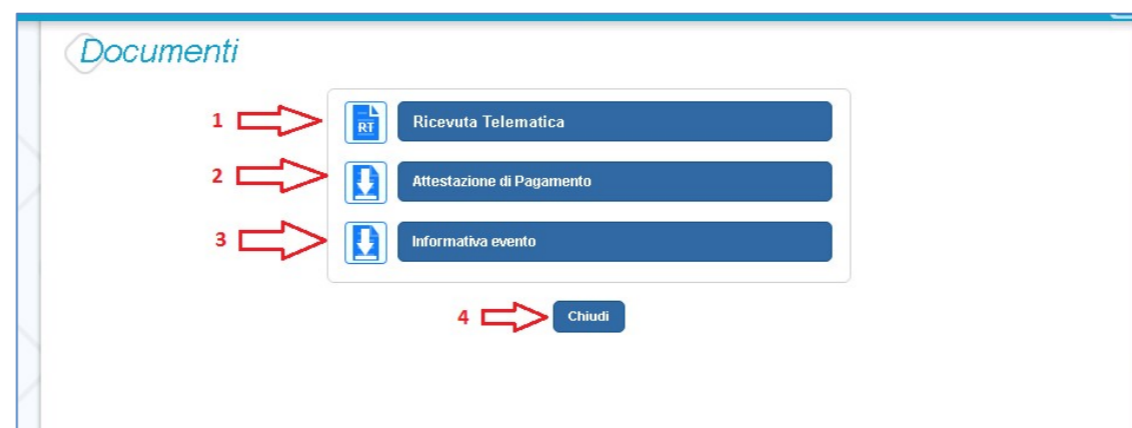 Documenti
1 Ricevuta Telematica
RT
2 Attestazione di Pagamento
3 Informativa evento
4 Chiudi